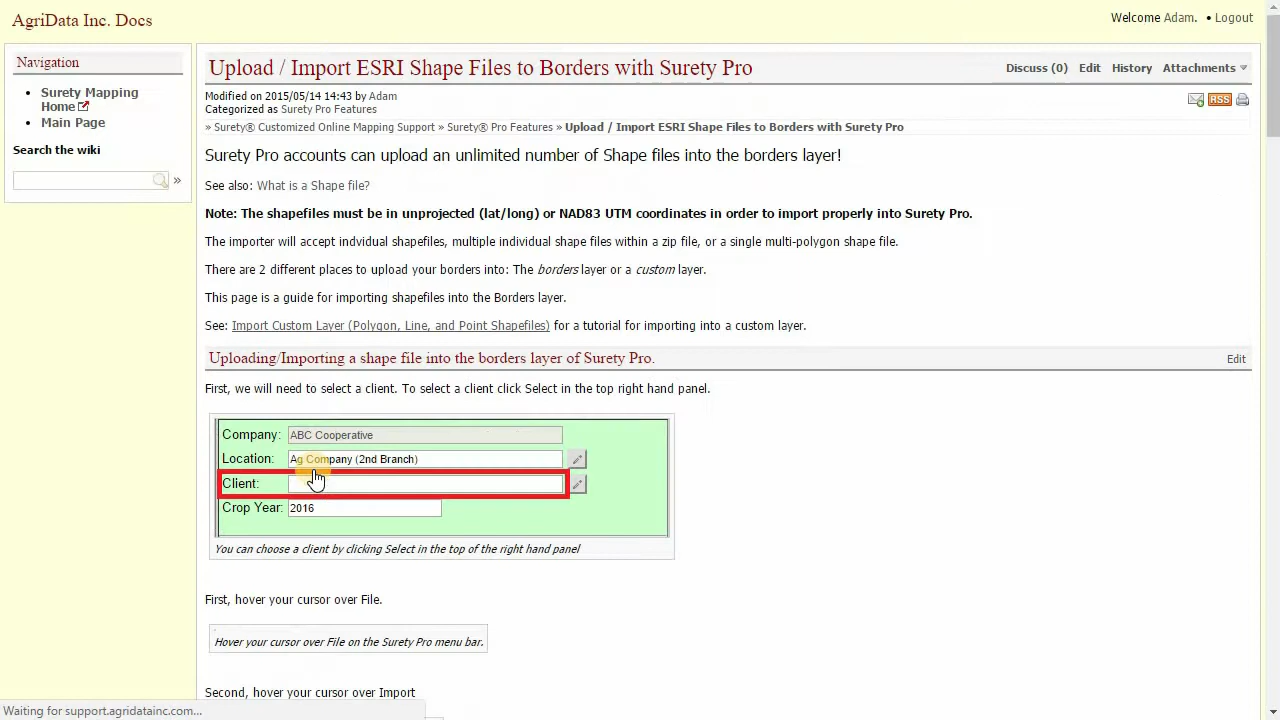 AgriData Inc. Docs
Welcome Adam. • Logout
Navigation
• Surety Mapping
Home
• Main Page
Search the wiki
»
Upload / Import ESRI Shape Files to Borders with Surety Pro
Discuss (0) Edit History Attachments
Modified on 2015/05/14 14:43 by Adam
Categorized as Surety Pro Features
RSS
» Surety® Customized Online Mapping Support » Surety® Pro Features » Upload / Import ESRI Shape Files to Borders with Surety Pro
Surety Pro accounts can upload an unlimited number of Shape files into the borders layer!
See also: What is a Shape file?
Note: The shapefiles must be in unprojected (lat/long) or NAD83 UTM coordinates in order to import properly into Surety Pro.
The importer will accept indvidual shapefiles, multiple individual shape files within a zip file, or a single multi-polygon shape file.
There are 2 different places to upload your borders into: The borders layer or a custom layer.
This page is a guide for importing shapefiles into the Borders layer.
See: Import Custom Layer (Polygon, Line, and Point Shapefiles) for a tutorial for importing into a custom layer.
Uploading/Importing a shape file into the borders layer of Surety Pro.
Edit
First, we will need to select a client. To select a client click Select in the top right hand panel.
Company: ABC Cooperative
Location: Ag Company (2nd Branch)
Client:
Crop Year: 2016
You can choose a client by clicking Select in the top of the right hand panel
First, hover your cursor over File.
Hover your cursor over File on the Surety Pro menu bar.
Second, hover your cursor over Import
Waiting for support.agridatainc.com...